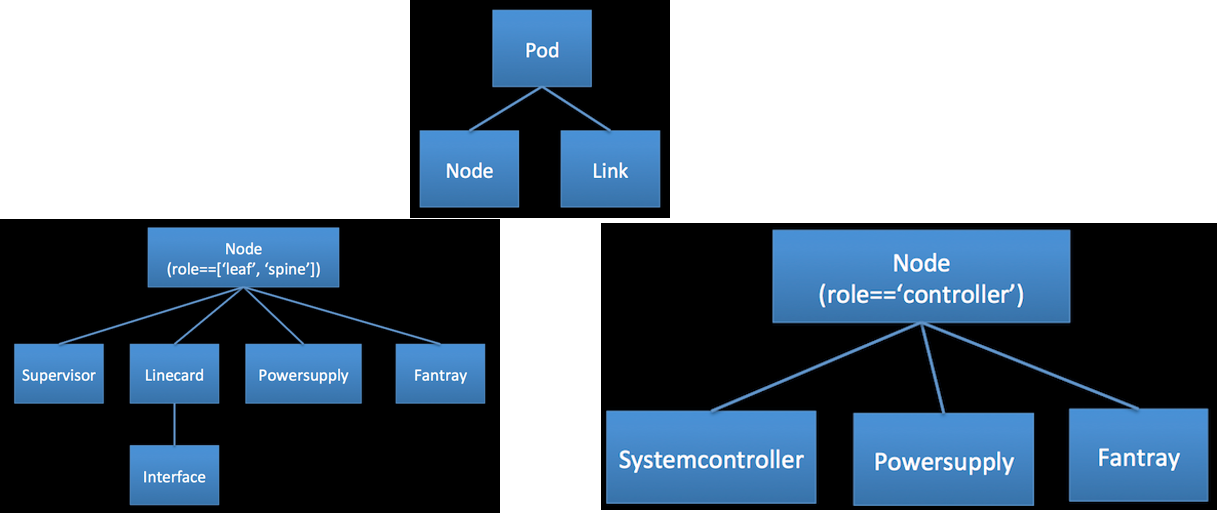 Pod
Node
Link
Node
(role==[‘leaf’, ‘spine’])
Supervisor
Linecard
Powersupply
Fantray
Interface
Node
(role==‘controller’)
Systemcontroller
Powersupply
Fantray